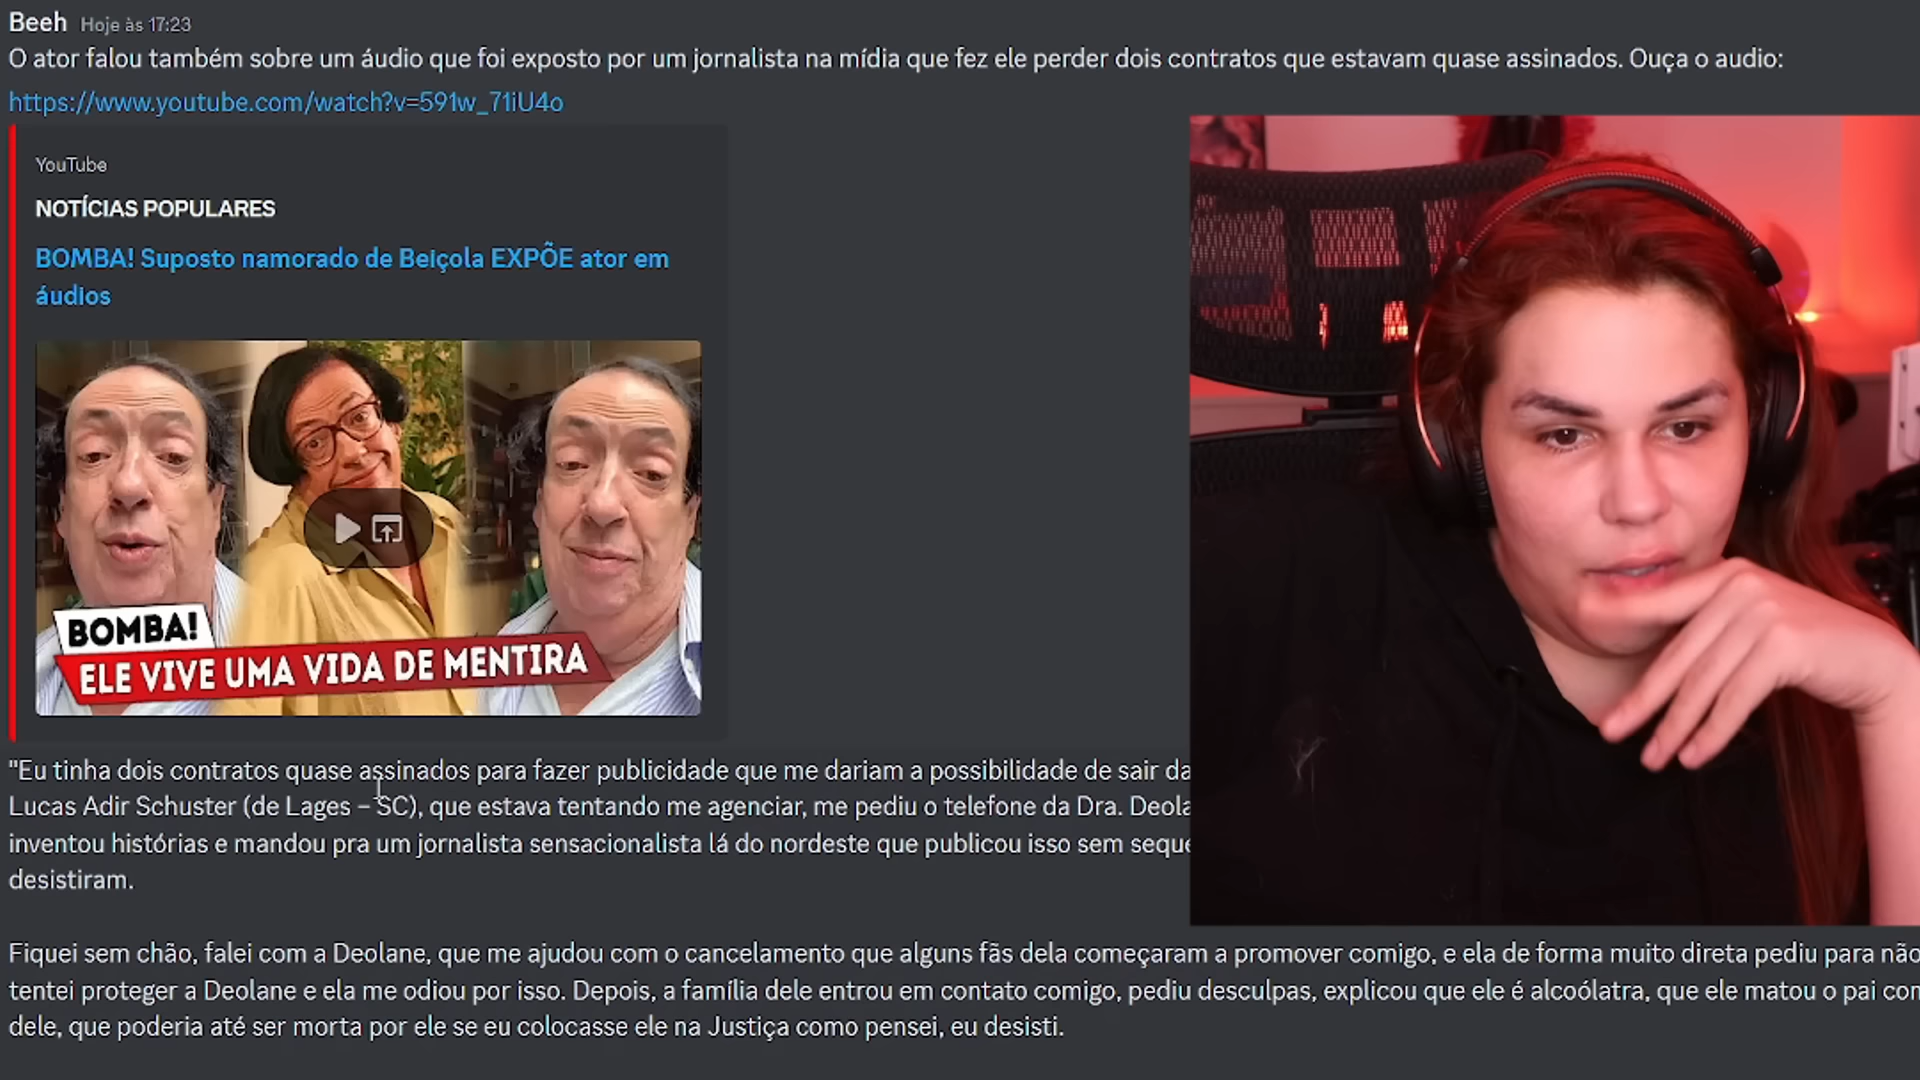 Beeh Hoje às 17:23
O ator falou também sobre um áudio que foi exposto por um jornalista na mídia que fez ele perder dois contratos que estavam quase assinados. Ouça o audio:
https://www.youtube.com/watch?v=591w_71iU4o
YouTube
NOTÍCIAS POPULARES
BOMBA! Suposto namorado de Beiçola EXPÕE ator em
áudios
BOMBA!
ELE VIVE UMA VIDA DE MENTIRA
"Eu tinha dois contratos quase assinados para fazer publicidade que me dariam a possibilidade de sair da
Lucas Adir Schuster (de Lages – SC), que estava tentando me agenciar, me pediu o telefone da Dra.
inventou histórias e mandou pra um jornalista sensacionalista lá do nordeste que publicou isso sem
desistiram.
Fiquei sem chão, falei com a Deolane, que me ajudou com o cancelamento que alguns fãs dela começaram a promover comigo, e ela de forma muito direta pediu para não
tentei proteger a Deolane e ela me odiou por isso. Depois, a família dele entrou em contato comigo, pediu desculpas, explicou que ele é alcoólatra, que ele matou o pai
dele, que poderia até ser morta por ele se eu colocasse ele na Justiça como pensei, eu desisti.